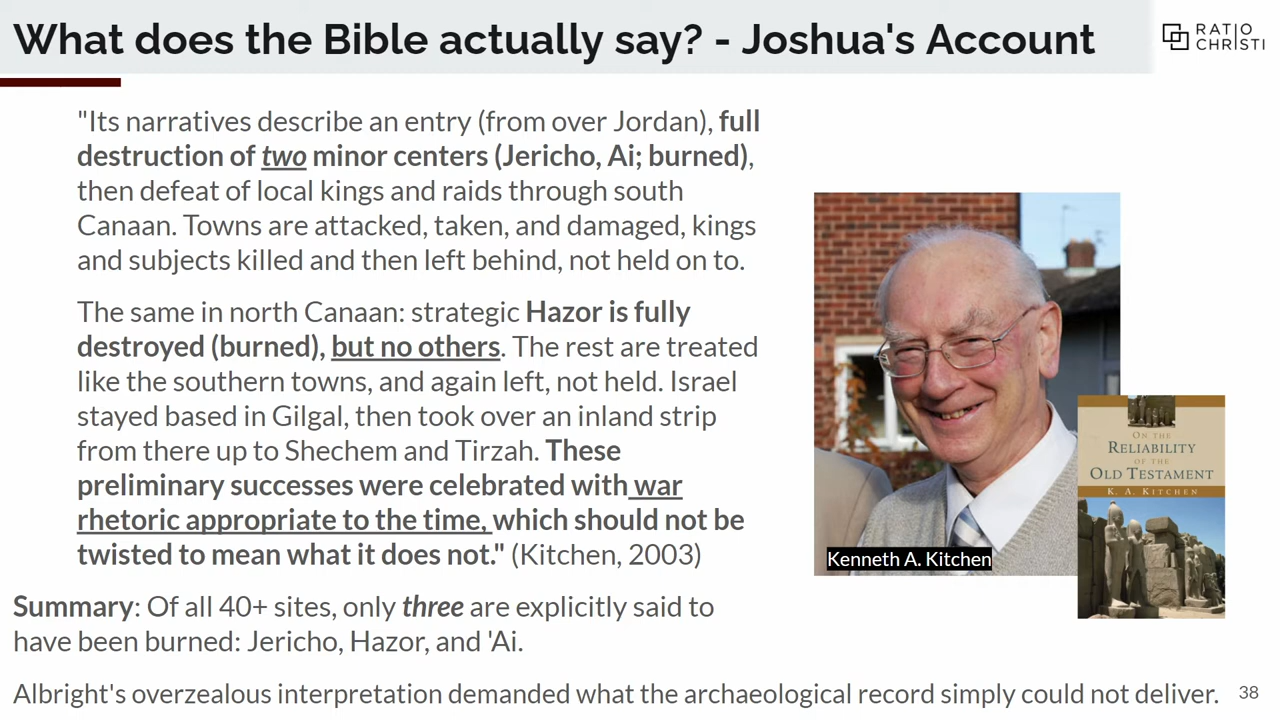 What does the Bible actually say? - Joshua's Account
RATIO
CHRISTI
"Its narratives describe an entry (from over Jordan), full
destruction of two minor centers (Jericho, Ai; burned),
then defeat of local kings and raids through south
Canaan. Towns are attacked, taken, and damaged, kings
and subjects killed and then left behind, not held on to.
The same in north Canaan: strategic Hazor is fully
destroyed (burned), but no others. The rest are treated
like the southern towns, and again left, not held. Israel
stayed based in Gilgal, then took over an inland strip
from there up to Shechem and Tirzah. These
preliminary successes were celebrated with war
rhetoric appropriate to the time, which should not be
twisted to mean what it does not." (Kitchen, 2003)
Kenneth A. Kitchen
ON THE
RELIABILITY
OF THE
OLD TESTAMENT
K. A. KITCHEN
Summary: Of all 40+ sites, only three are explicitly said to
have been burned: Jericho, Hazor, and 'Ai.
Albright's overzealous interpretation demanded what the archaeological record simply could not deliver.
38